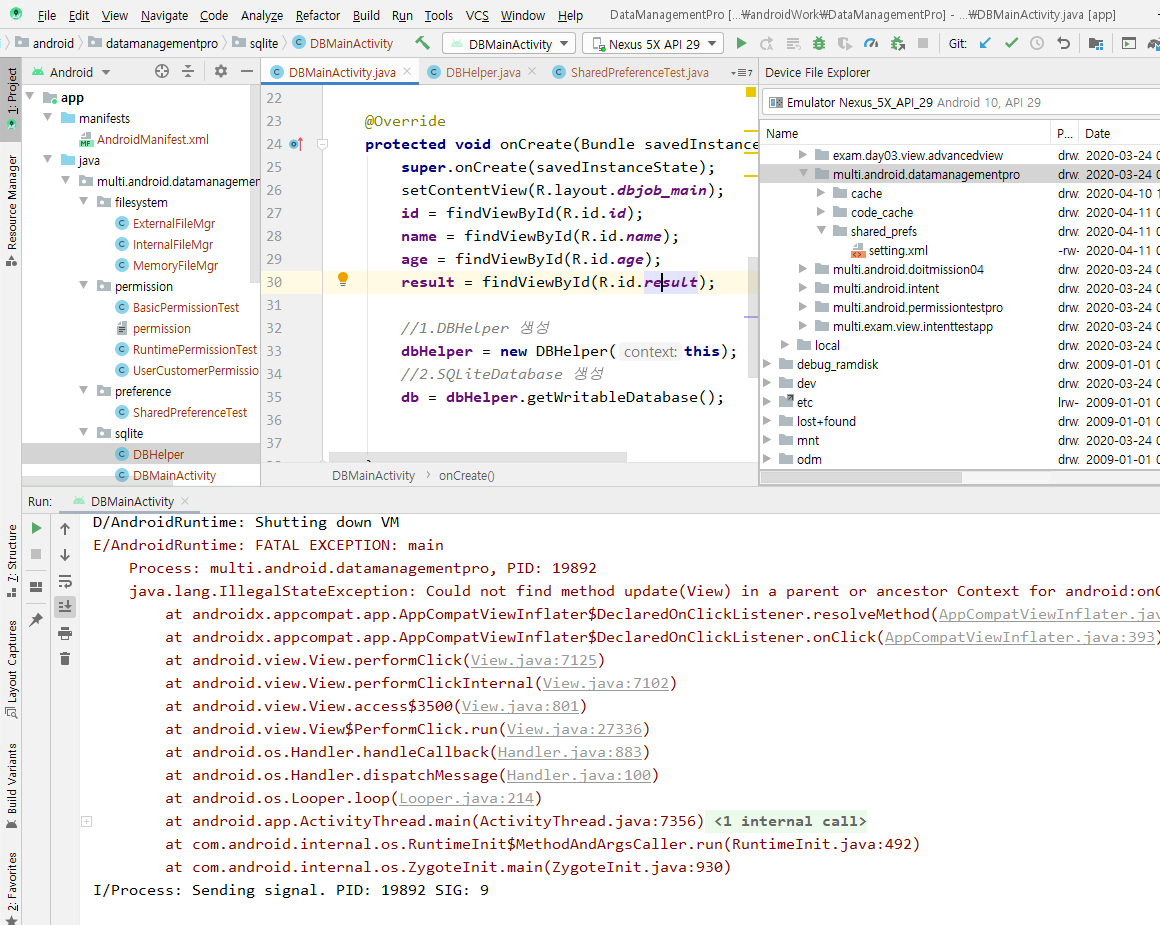 File Edit View Navigate Code Analyze Refactor Build Run Tools VCS Window Help DataManagementPro [...₩androidWork₩DataManagementPro] - ...₩DBMainActivity.java [app]
android datamanagementpro sqlite DBMainActivity DBMainActivity Nexus 5X API 29 Git:
1: Project
Resource Manager
7: Structure
Layout Captures
Build Variants
2: Favorites
Android
app
manifests
AndroidManifest.xml
java
multi.android.datamanagemen
filesystem
ExternalFileMgr
InternalFileMgr
MemoryFileMgr
permission
BasicPermissionTest
permission
RuntimePermissionTest
UserCustomerPermissio
preference
SharedPreferenceTest
sqlite
DBHelper
DBMainActivity
DBMainActivity.java DBHelper.java SharedPreferenceTest.java 7
22
23 @Override
24 protected void onCreate(Bundle savedInstance
25 super.onCreate(savedInstanceState);
26 setContentView(R.layout.dbjob_main);
27 id = findViewById(R.id.id);
28 name = findViewById(R.id.name);
29 age = findViewById(R.id.age);
30 result = findViewById(R.id.result);
31
32 //1.DBHelper 생성
33 dbHelper = new DBHelper( context: this);
34 //2.SQLiteDatabase 생성
35 db = dbHelper.getWritableDatabase();
36
37
DBMainActivity onCreate()
Device File Explorer
Emulator Nexus_5X_API_29 Android 10, API 29
Name P... Date
exam.day03.view.advancedview drw. 2020-03-24 0
multi.android.datamanagementpro drw. 2020-03-24 0
cache drw. 2020-04-10 1
code_cache drw. 2020-04-11 0
shared_prefs drw. 2020-04-11 0
setting.xml -rw- 2020-04-11 0
multi.android.doitmission04 drw. 2020-03-24 0
multi.android.intent drw. 2020-03-24 0
multi.android.permissiontestpro drw. 2020-03-24 0
multi.exam.view.intenttestapp drw. 2020-03-24 0
local drw. 2020-03-24 0
debug_ramdisk drw. 2009-01-01 0
dev drw. 2020-03-24 0
etc lrw- 2009-01-01 0
lost+found drw. 2009-01-01 0
mnt drw. 2020-03-24 0
odm drw. 2009-01-01 0
Run: DBMainActivity
D/AndroidRuntime: Shutting down VM
E/AndroidRuntime: FATAL EXCEPTION: main
Process: multi.android.datamanagementpro, PID: 19892
java.lang.IllegalStateException: Could not find method update(View) in a parent or ancestor Context for android:onC
at androidx.appcompat.app.AppCompatViewInflater$DeclaredOnClickListener.resolveMethod(AppCompatViewInflater.jav
at androidx.appcompat.app.AppCompatViewInflater$DeclaredOnClickListener.onClick(AppCompatViewInflater.java:393)
at android.view.View.performClick(View.java:7125)
at android.view.View.performClickInternal(View.java:7102)
at android.view.View.access$3500(View.java:801)
at android.view.View$PerformClick.run(View.java:27336)
at android.os.Handler.handleCallback(Handler.java:883)
at android.os.Handler.dispatchMessage(Handler.java:100)
at android.os.Looper.loop(Looper.java:214)
at android.app.ActivityThread.main(ActivityThread.java:7356) <1 internal call>
at com.android.internal.os.RuntimeInit$MethodAndArgsCaller.run(RuntimeInit.java:492)
at com.android.internal.os.ZygoteInit.main(ZygoteInit.java:930)
I/Process: Sending signal. PID: 19892 SIG: 9